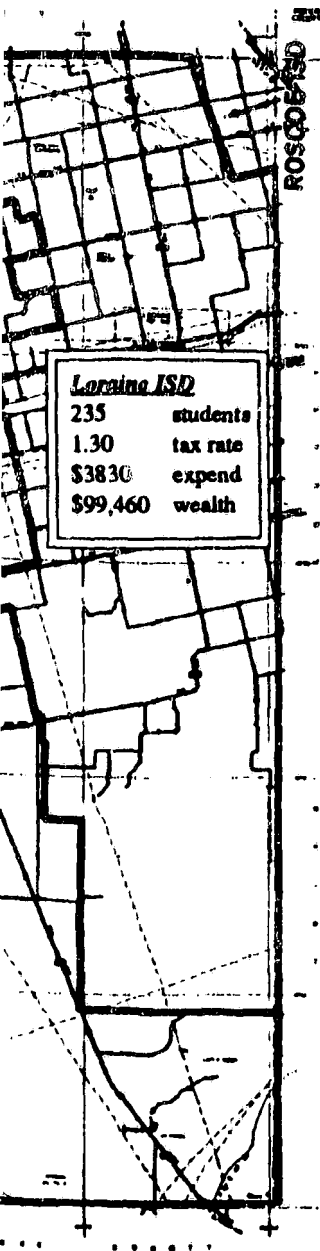 ROSCOE ISD
Loraine ISD
235 students
1.30 tax rate
$3830 expend
$99,460 wealth